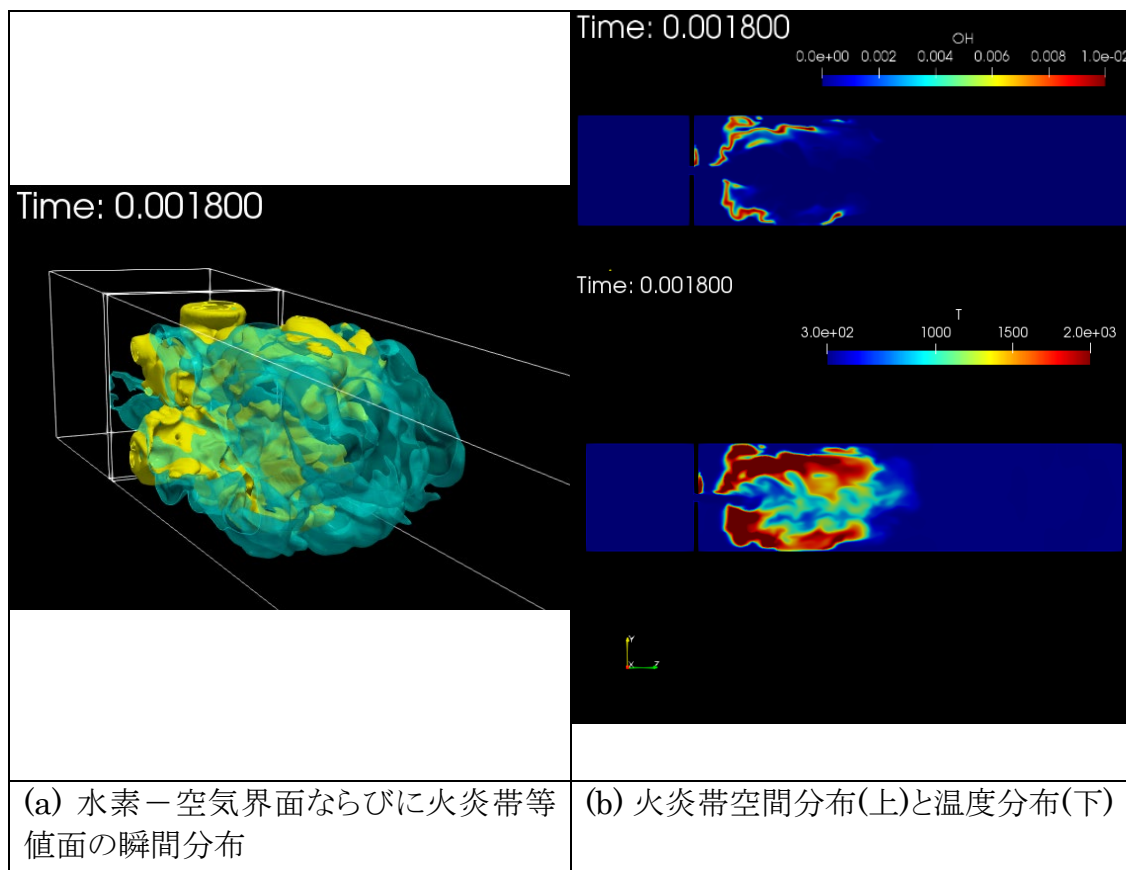 Time: 0.001800
(a) 水素－空気界面ならびに火炎帯等
値面の瞬間分布
Time: 0.001800
OH
0.0e+00 0.002 0.004 0.006 0.008 1.0e-02
Time: 0.001800
T
3.0e+02 1000 1500 2.0e+03
Y
X Z
(b) 火炎帯空間分布(上)と温度分布(下)